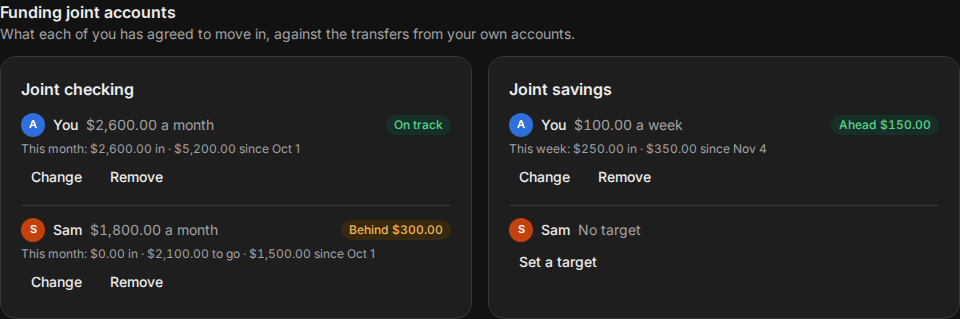 Funding joint accounts
What each of you has agreed to move in, against the transfers from your own accounts.
Joint checking
A You $2,600.00 a month On track
This month: $2,600.00 in · $5,200.00 since Oct 1
Change Remove
S Sam $1,800.00 a month Behind $300.00
This month: $0.00 in · $2,100.00 to go · $1,500.00 since Oct 1
Change Remove
Joint savings
A You $100.00 a week Ahead $150.00
This week: $250.00 in · $350.00 since Nov 4
Change Remove
S Sam No target
Set a target